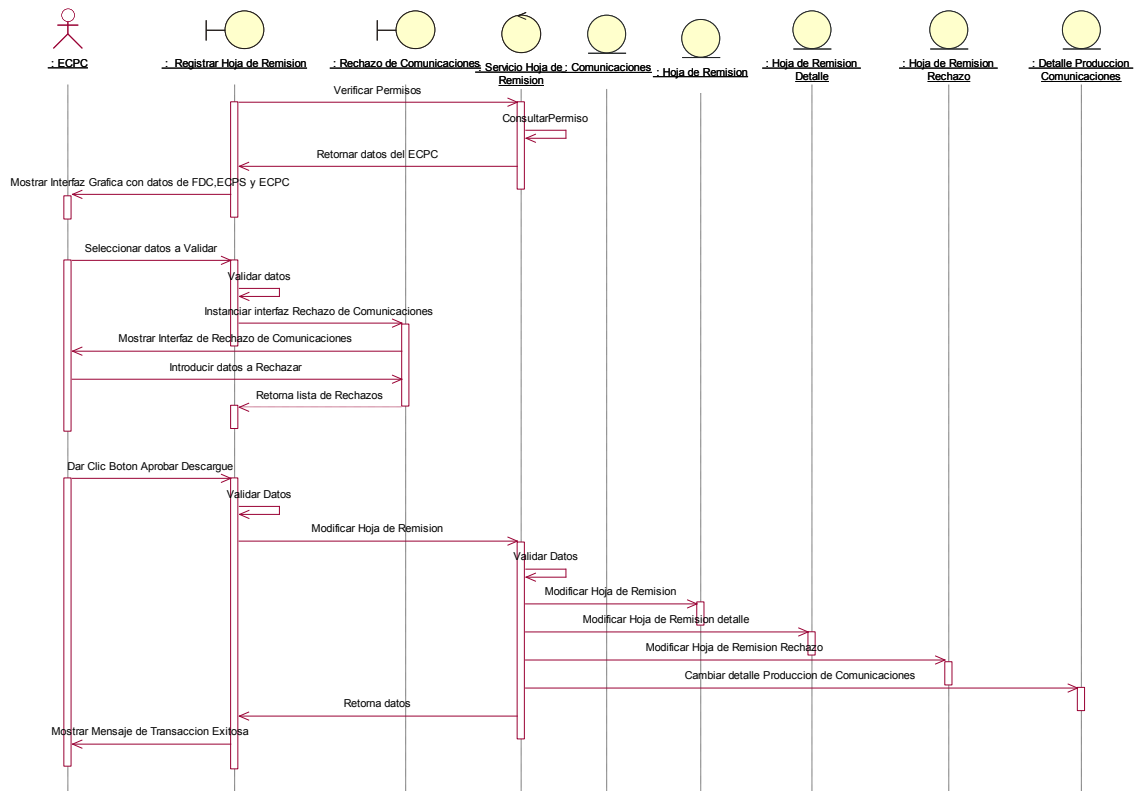 : ECPC
: Registrar Hoja de Remision
: Rechazo de Comunicaciones
: Servicio Hoja de
Remision
: Comunicaciones
: Hoja de Remision
: Hoja de Remision
Detalle
: Hoja de Remision
Rechazo
: Detalle Produccion
Comunicaciones
Verificar Permisos
ConsultarPermiso
Retornar datos del ECPC
Mostrar Interfaz Grafica con datos de FDC,ECPS y ECPC
Seleccionar datos a Validar
Validar datos
Instanciar interfaz Rechazo de Comunicaciones
Mostrar Interfaz de Rechazo de Comunicaciones
Introducir datos a Rechazar
Retorna lista de Rechazos
Dar Clic Boton Aprobar Descargue
Validar Datos
Modificar Hoja de Remision
Validar Datos
Modificar Hoja de Remision
Modificar Hoja de Remision detalle
Modificar Hoja de Remision Rechazo
Cambiar detalle Produccion de Comunicaciones
Retorna datos
Mostrar Mensaje de Transaccion Exitosa